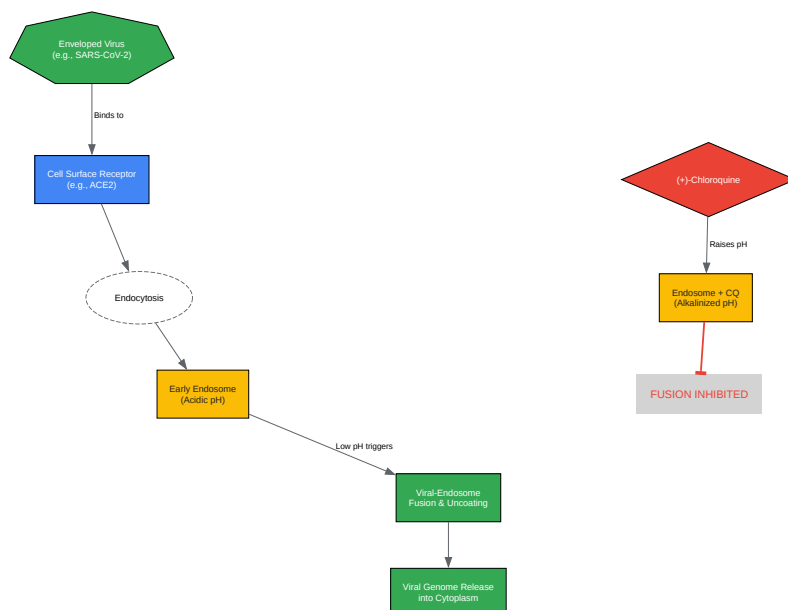 Enveloped Virus
(e.g., SARS-CoV-2)
Binds to
Cell Surface Receptor
(e.g., ACE2)
Endocytosis
Early Endosome
(Acidic pH)
Low pH triggers
Viral-Endosome
Fusion & Uncoating
Viral Genome Release
into Cytoplasm
(+)-Chloroquine
Raises pH
Endosome + CQ
(Alkalinized pH)
FUSION INHIBITED